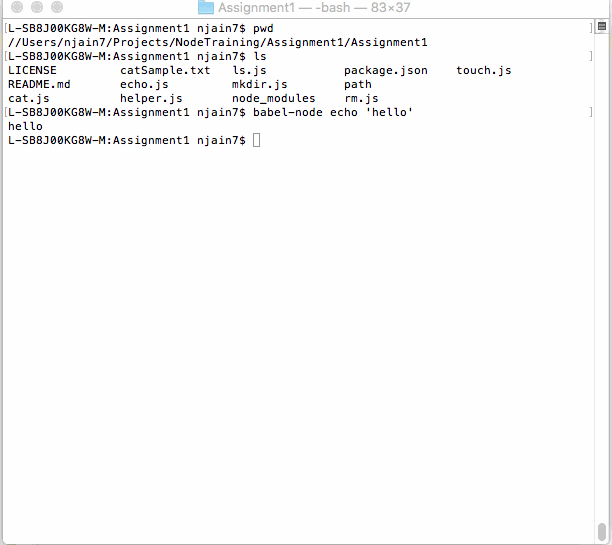 Assignment1 — -bash — 83×37
[L-SB8J00KG8W-M:Assignment1 njain7$ pwd ]
//Users/njain7/Projects/NodeTraining/Assignment1/Assignment1
[L-SB8J00KG8W-M:Assignment1 njain7$ ls ]
LICENSE catSample.txt ls.js package.json touch.js
README.md echo.js mkdir.js path
cat.js helper.js node_modules rm.js
[L-SB8J00KG8W-M:Assignment1 njain7$ babel-node echo 'hello' ]
hello
L-SB8J00KG8W-M:Assignment1 njain7$